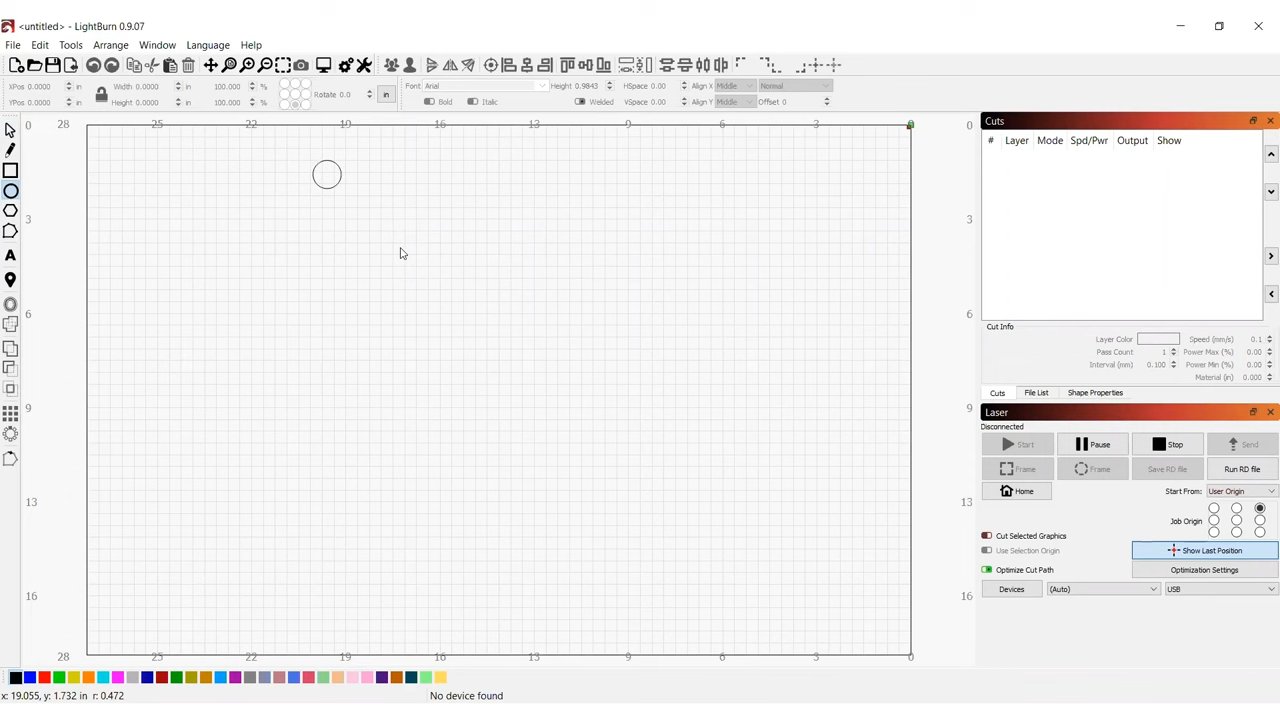 <untitled> - LightBurn 0.9.07
File Edit Tools Arrange Window Language Help
XPos 0.0000 in Width 0.0000 in 100.000 % Rotate 0.0 in Font Arial Height 0.9843 HSpace 0.00 Align X Middle Normal
YPos 0.0000 in Height 0.0000 in 100.000 % Bold Italic Welded VSpace 0.00 Align Y Middle Offset 0
0 28 25 22 19 16 13 9 6 3 0 0
3 3
6 6
9 9
13 13
16 16
28 25 22 19 16 13 9 6 3 0
Cuts
# Layer Mode Spd/Pwr Output Show
Cut Info
Layer Color Speed (mm/s) 0.1
Pass Count 1 Power Max (%) 0.00
Interval (mm) 0.100 Power Min (%) 0.00
Material (in) 0.000
Cuts File List Shape Properties
Laser
Disconnected
Start Pause Stop Send
Frame Frame Save RD file Run RD file
Home Start From: User Origin
Job Origin
Cut Selected Graphics
Use Selection Origin Show Last Position
Optimize Cut Path Optimization Settings
Devices (Auto) USB
x: 19.055, y: 1.732 in r: 0.472 No device found